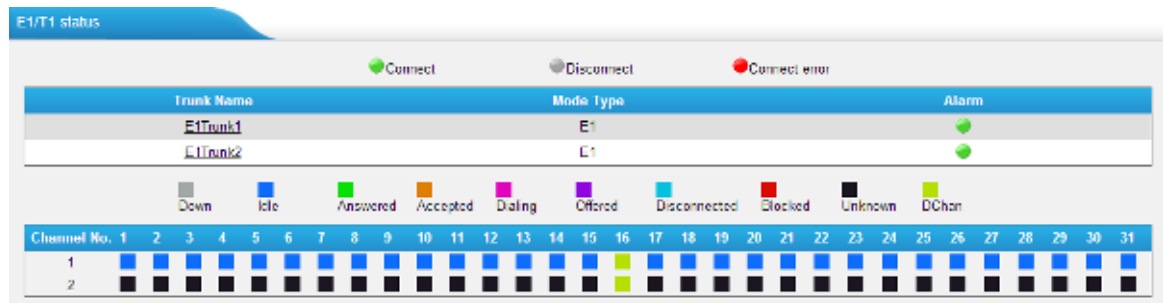 E1/T1 status
Connect Disconnect Connect error
Trunk Name Mode Type Alarm
E1Trunk1 E1
E1Trunk2 E1
Down Idle Answered Accepted Dialing Offered Disconnected Blocked Unknown DChan
Channel No. 1 2 3 4 5 6 7 8 9 10 11 12 13 14 15 16 17 18 19 20 21 22 23 24 25 26 27 28 29 30 31
1
2